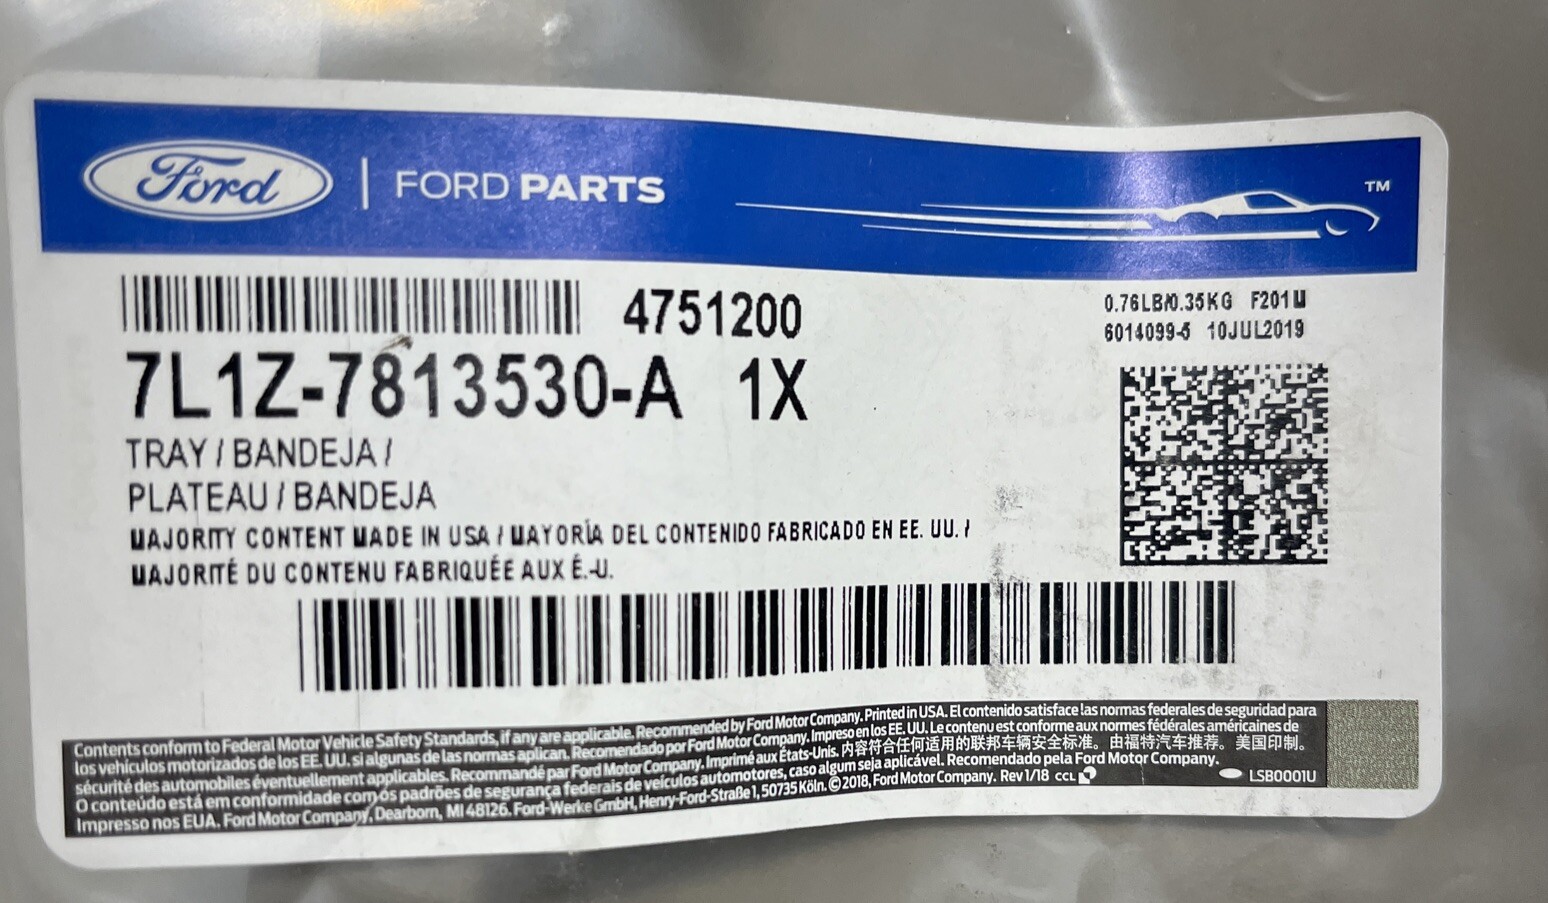 Ford | FORD PARTS
TM
4751200
0.76LB/0.35KG F201U
6014099-5 10JUL2019
7L1Z-7813530-A 1X
TRAY / BANDEJA /
PLATEAU / BANDEJA
MAJORITY CONTENT MADE IN USA / MAYORÍA DEL CONTENIDO FABRICADO EN EE. UU. /
MAJORITÉ DU CONTENU FABRIQUÉE AUX É.-U.
Contents conform to Federal Motor Vehicle Safety Standards, if any are applicable. Recommended by Ford Motor Company. Printed in USA. El contenido satisface las normas federales de seguridad para
los vehículos motorizados de los EE. UU. si algunas de las normas aplican. Recomendado por Ford Motor Company. Impreso en los EE. UU. Le contenu est conforme aux normes fédérales américaines de
sécurité des automobiles éventuellement applicables. Recommandé par Ford Motor Company. Imprimé aux États-Unis. 内容符合任何适用的联邦车辆安全标准。由福特汽车推荐。美国印制。
O conteúdo está em conformidade com os padrões de segurança federais de veículos automotores, caso algum seja aplicável. Recomendado pela Ford Motor Company.
Impresso nos EUA. Ford Motor Company, Dearborn, MI 48126. Ford-Werke GmbH, Henry-Ford-Straße 1, 50735 Köln. © 2018, Ford Motor Company. Rev 1/18 CCL
LSB0001U